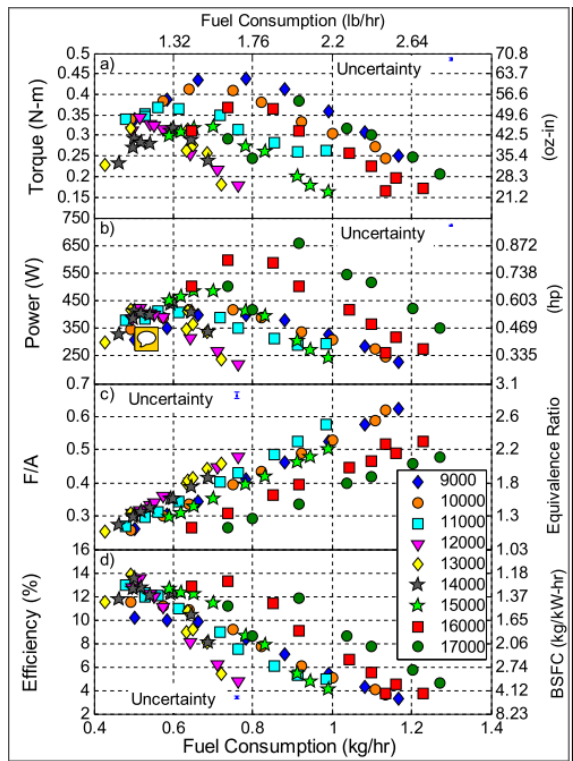 Fuel Consumption (lb/hr)
1.32 1.76 2.2 2.64
0.5 70.8
a) Uncertainty
0.45 63.7
0.4 56.6
0.35 49.6
0.3 42.5
0.25 35.4
0.2 28.3
0.15 21.2
Torque (N-m) (oz-in)
750
b) Uncertainty
650 0.872
550 0.738
450 0.603
350 0.469
250 0.335
Power (W) (hp)
0.7 3.1
c) Uncertainty
0.6 2.6
0.5 2.2
0.4 1.8
0.3 1.3
F/A Equivalence Ratio
16 1.03
d)
14 1.18
12 1.37
10 1.65
8 2.06
6 2.74
4 4.12
2 8.23
Efficiency (%) BSFC (kg/kW-hr)
Uncertainty
9000
10000
11000
12000
13000
14000
15000
16000
17000
0.4 0.6 0.8 1 1.2 1.4
Fuel Consumption (kg/hr)